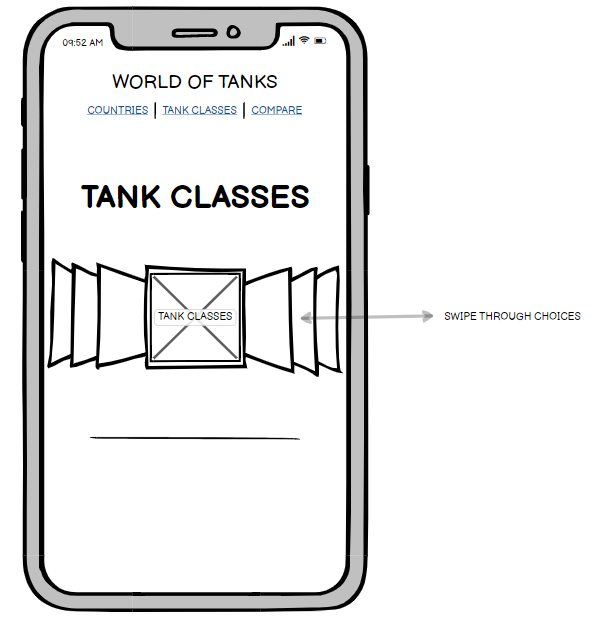 09:52 AM
WORLD OF TANKS
COUNTRIES | TANK CLASSES | COMPARE
TANK CLASSES
TANK CLASSES
SWIPE THROUGH CHOICES